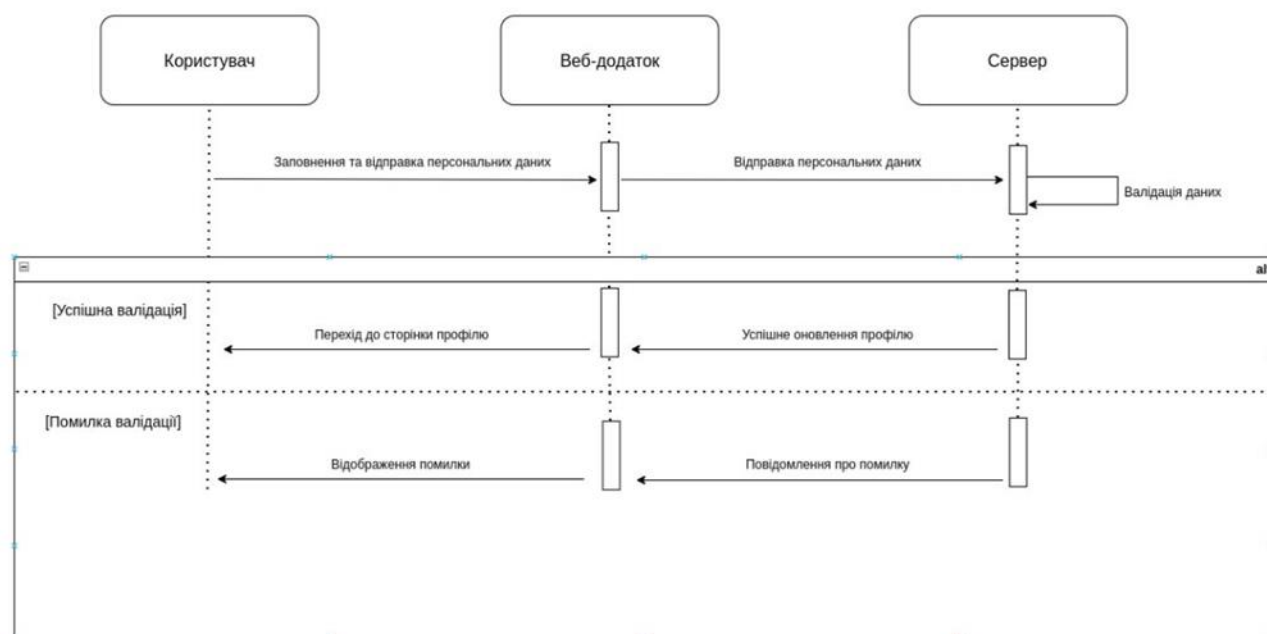 Користувач
Веб-додаток
Сервер
Заповнення та відправка персональних даних
Відправка персональних даних
Валідація даних
al
[Успішна валідація]
Перехід до сторінки профілю
Успішне оновлення профілю
[Помилка валідації]
Відображення помилки
Повідомлення про помилку